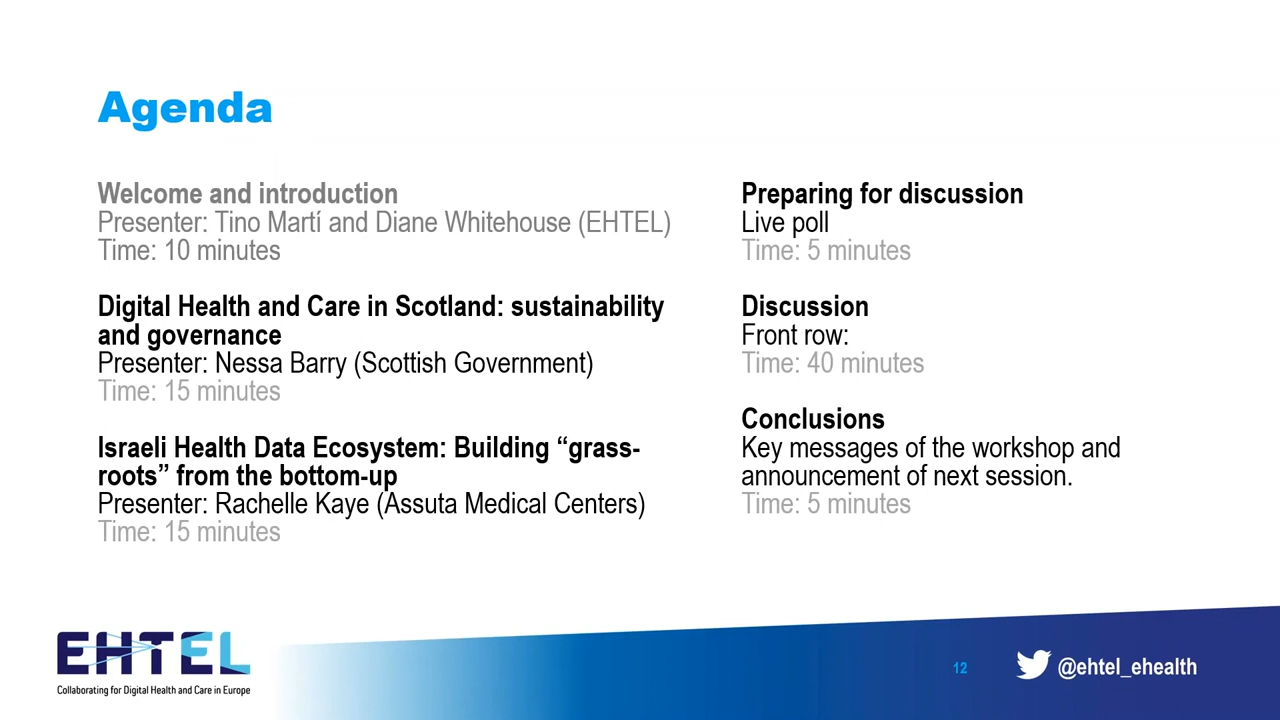 Agenda
Welcome and introduction
Presenter: Tino Martí and Diane Whitehouse (EHTEL)
Time: 10 minutes
Digital Health and Care in Scotland: sustainability
and governance
Presenter: Nessa Barry (Scottish Government)
Time: 15 minutes
Israeli Health Data Ecosystem: Building “grass-
roots” from the bottom-up
Presenter: Rachelle Kaye (Assuta Medical Centers)
Time: 15 minutes
Preparing for discussion
Live poll
Time: 5 minutes
Discussion
Front row:
Time: 40 minutes
Conclusions
Key messages of the workshop and
announcement of next session.
Time: 5 minutes
EHTEL
Collaborating for Digital Health and Care in Europe
12
@ehtel_ehealth